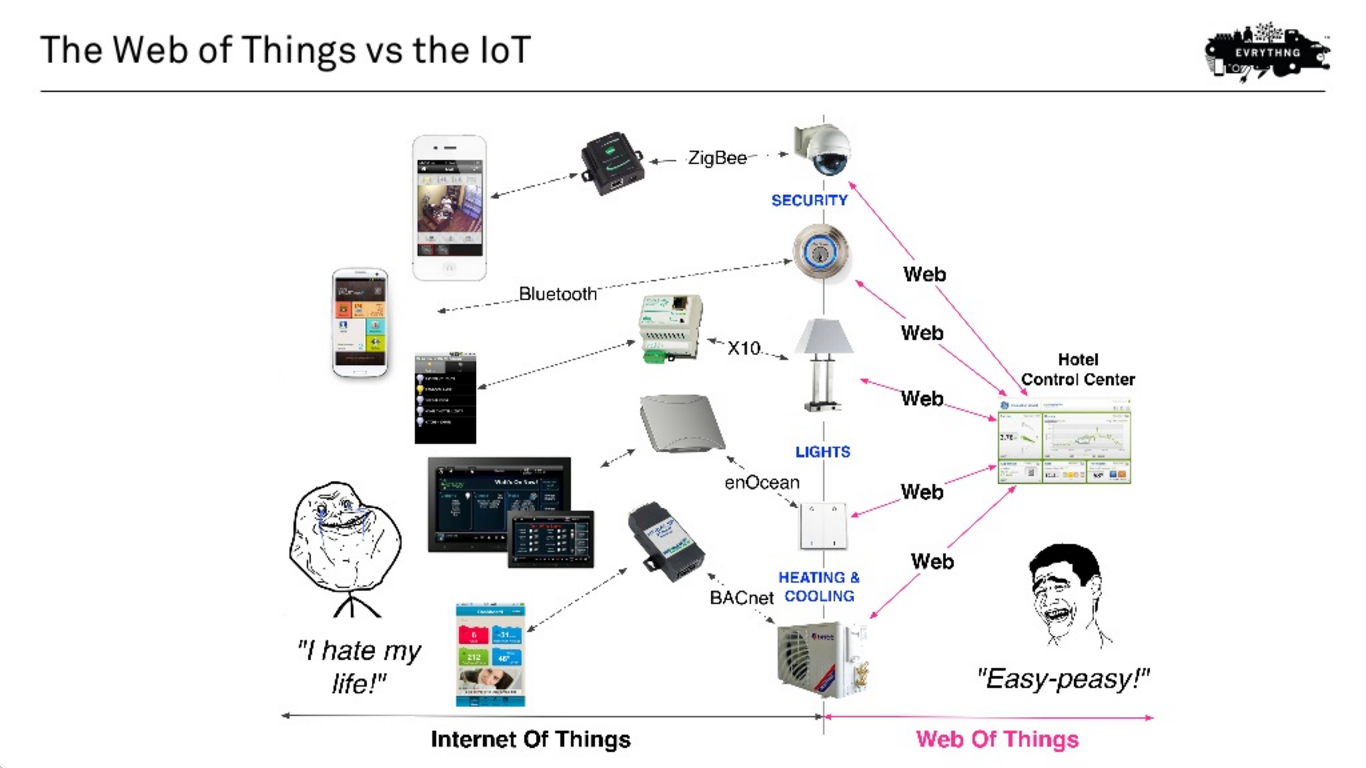 The Web of Things vs the IoT
EVRYTHNG
ZigBee
SECURITY
Web
Bluetooth
Web
X10
Hotel
Control Center
Web
LIGHTS
enOcean
Web
Web
HEATING &
COOLING
BACnet
"I hate my
life!"
"Easy-peasy!"
Internet Of Things
Web Of Things